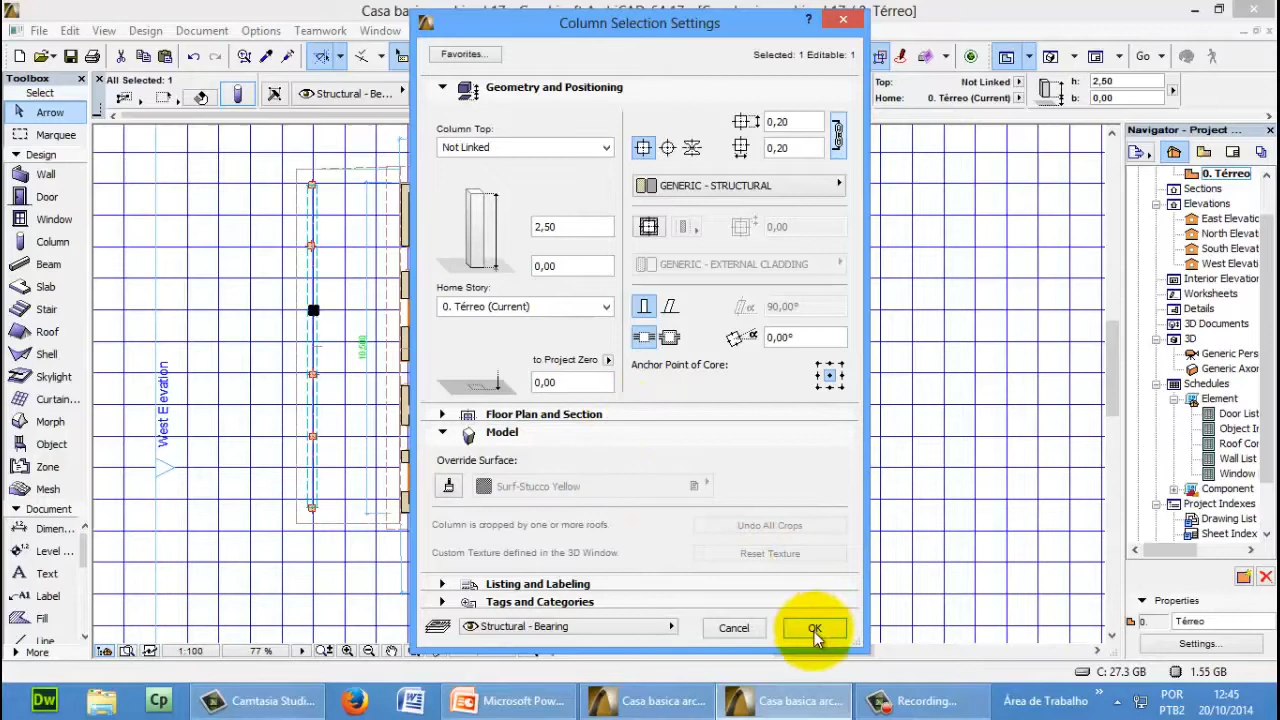 Column Selection Settings
? 
File Edit View Design Document Options Teamwork Window
Favorites... Selected: 1 Editable: 1
Go
Toolbox
Select
Arrow
Marquee
Design
Wall
Door
Window
Column
Beam
Slab
Stair
Roof
Shell
Skylight
Curtain...
Morph
Object
Zone
Mesh
Document
Dimen...
Level ...
Text
Label
Fill
Line
More
All Selected: 1
Structural - Be...
West Elevation
Geometry and Positioning
Column Top:
Not Linked
2,50
0,00
Home Story:
0. Térreo (Current)
to Project Zero
0,00
0,20
0,20
GENERIC - STRUCTURAL
0,00
GENERIC - EXTERNAL CLADDING
90,00°
0,00°
Anchor Point of Core:
Floor Plan and Section
Model
Override Surface:
Surf-Stucco Yellow
Column is cropped by one or more roofs.
Undo All Crops
Custom Texture defined in the 3D Window.
Reset Texture
Listing and Labeling
Tags and Categories
Structural - Bearing
Cancel
OK
Top: Not Linked
Home: 0. Térreo (Current)
h: 2,50
b: 0,00
Navigator - Project ...
0. Térreo
Sections
Elevations
East Elevatio
North Elevat
South Elevat
West Elevati
Interior Elevation
Worksheets
Details
3D Documents
3D
Generic Pers
Generic Axor
Schedules
Element
Door List
Object In
Roof Cor
Wall List
Window
Component
Project Indexes
Drawing List
Sheet Index
Properties
0. Térreo
Settings...
1:100
77 %
C: 27.3 GB
1.55 GB
Dw
Cp
Camtasia Studi...
Microsoft Pow...
Casa basica arc...
Casa basica arc...
Recording...
Área de Trabalho
POR
PTB2
12:45
20/10/2014